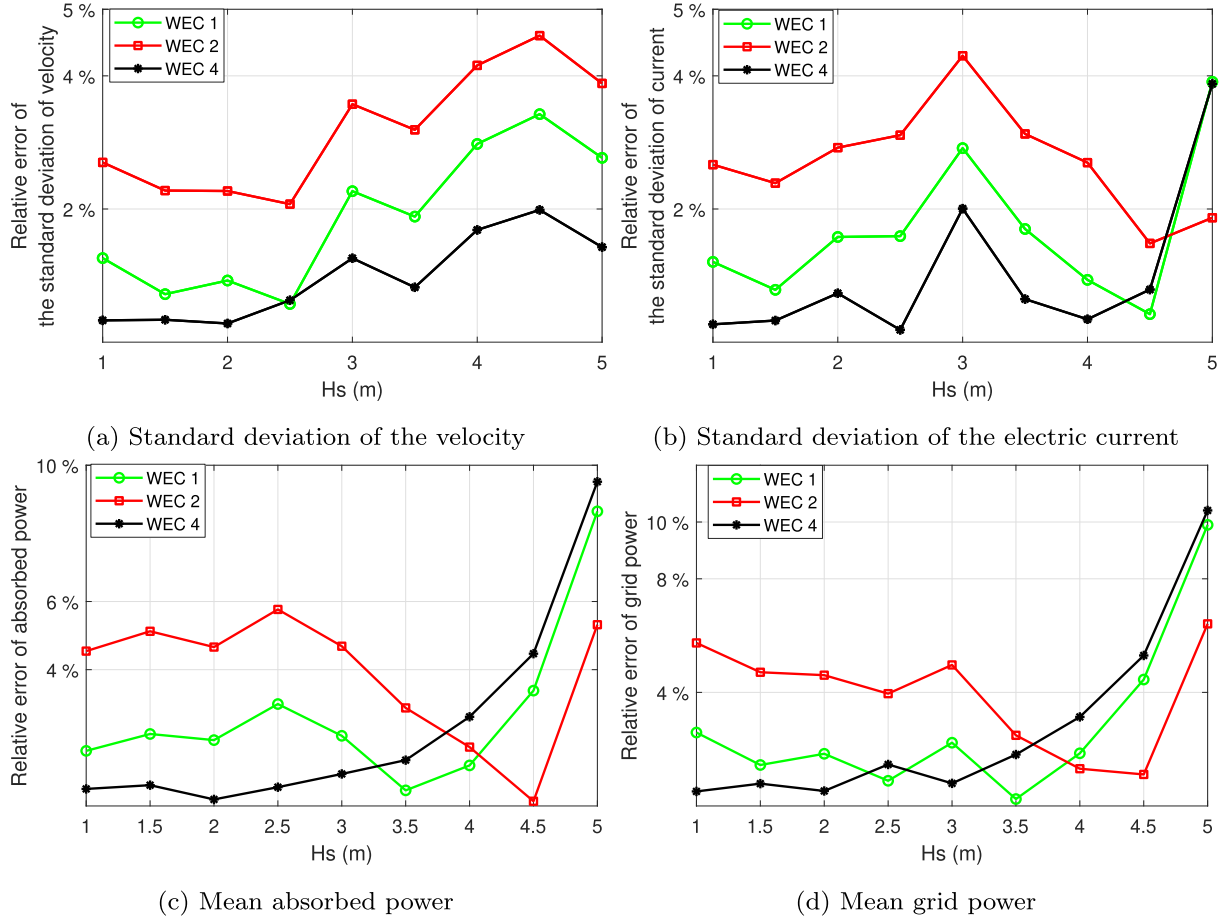 5 %
4 %
2 %
Relative error of
the standard deviation of velocity
WEC 1
WEC 2
WEC 4
1
2
3
4
5
Hs (m)
(a) Standard deviation of the velocity
5 %
4 %
2 %
Relative error of
the standard deviation of current
WEC 1
WEC 2
WEC 4
1
2
3
4
5
Hs (m)
(b) Standard deviation of the electric current
10 %
6 %
4 %
Relative error of absorbed power
WEC 1
WEC 2
WEC 4
1
1.5
2
2.5
3
3.5
4
4.5
5
Hs (m)
(c) Mean absorbed power
10 %
8 %
4 %
Relative error of grid power
WEC 1
WEC 2
WEC 4
1
1.5
2
2.5
3
3.5
4
4.5
5
Hs (m)
(d) Mean grid power